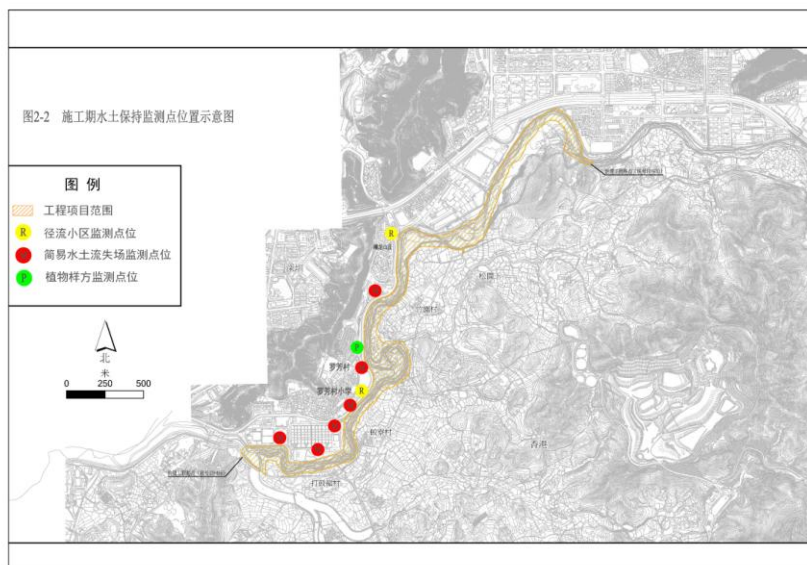 图2-2 施工期水土保持监测点位置示意图
图 例
工程项目范围
R 径流小区监测点位
简易水土流失场监测点位
P 植物样方监测点位
北
米
0 250 500
R
P
罗芳村
罗芳村小学
R
松园
香港
打鼓岭村